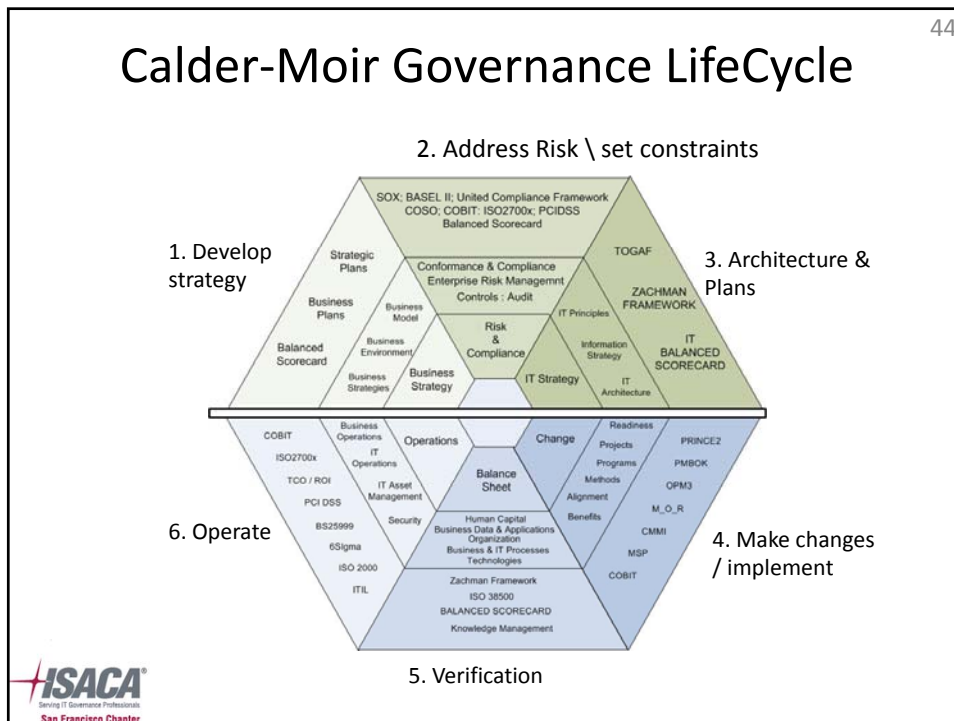 44
Calder-Moir Governance LifeCycle
2. Address Risk \ set constraints
SOX; BASEL II; United Compliance Framework
COSO; COBIT: ISO2700x; PCIDSS
Balanced Scorecard
1. Develop
strategy
Strategic
Plans
Business
Plans
Balanced
Scorecard
Business
Model
Business
Environment
Business
Strategies
Business
Strategy
Conformance & Compliance
Enterprise Risk Managemnt
Controls : Audit
Risk
&
Compliance
IT Strategy
IT Principles
Information
Strategy
IT
Architecture
TOGAF
ZACHMAN
FRAMEWORK
IT
BALANCED
SCORECARD
3. Architecture &
Plans
COBIT
ISO2700x
TCO / ROI
PCI DSS
BS25999
6Sigma
ISO 2000
ITIL
6. Operate
Business
Operations
IT
Operations
IT Asset
Management
Security
Operations
Balance
Sheet
Human Capital
Business Data & Applications
Organization
Business & IT Processes
Technologies
Zachman Framework
ISO 38500
BALANCED SCORECARD
Knowledge Management
Change
Readiness
Projects
Programs
Methods
Alignment
Benefits
PRINCE2
PMBOK
OPM3
M_O_R
CMMI
MSP
COBIT
4. Make changes
/ implement
5. Verification
ISACA®
Serving IT Governance Professionals
San Francisco Chapter